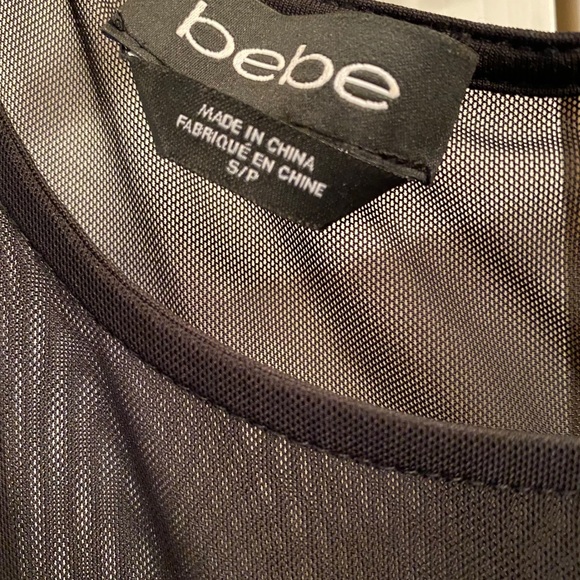 bebe
MADE IN CHINA
FABRIQUÉ EN CHINE
S/P